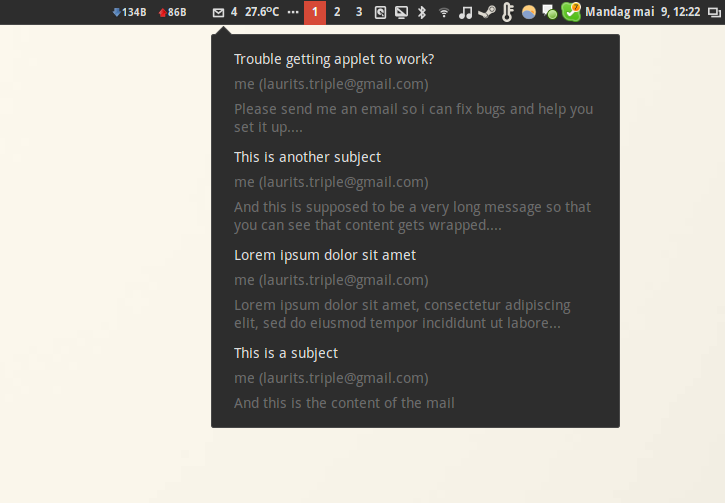 134B 86B 4 27.6°C ••• 1 2 3 2 Mandag mai 9, 12:22
Trouble getting applet to work?
me (laurits.triple@gmail.com)
Please send me an email so I can fix bugs and help you
set it up....
This is another subject
me (laurits.triple@gmail.com)
And this is supposed to be a very long message so that
you can see that content gets wrapped....
Lorem ipsum dolor sit amet
me (laurits.triple@gmail.com)
Lorem ipsum dolor sit amet, consectetur adipiscing
elit, sed do eiusmod tempor incididunt ut labore...
This is a subject
me (laurits.triple@gmail.com)
And this is the content of the mail